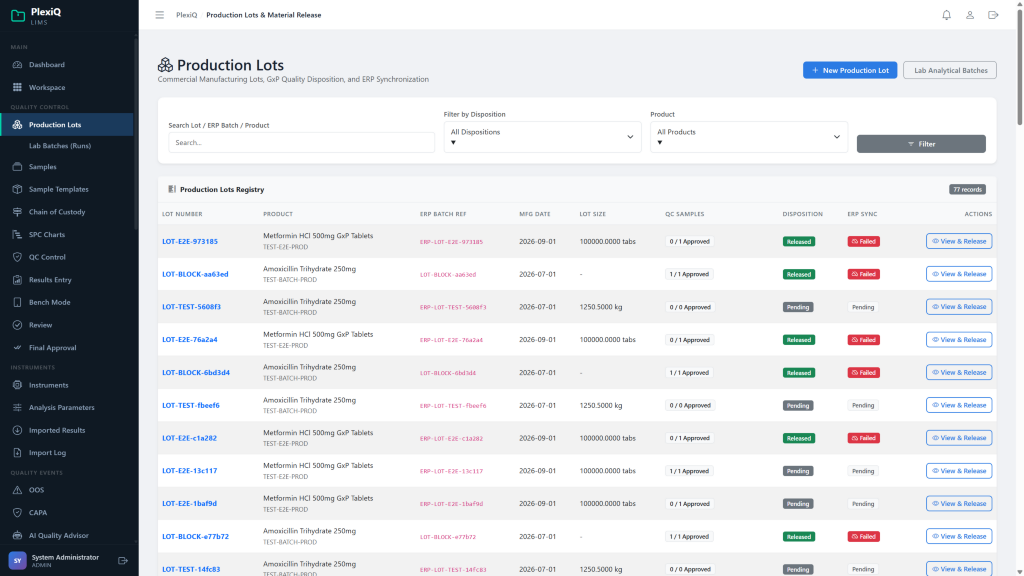 PlexiQ
LIMS
MAIN
Dashboard
Workspace
QUALITY CONTROL
Production Lots
Lab Batches (Runs)
Samples
Sample Templates
Chain of Custody
SPC Charts
QC Control
Results Entry
Bench Mode
Review
Final Approval
INSTRUMENTS
Instruments
Analysis Parameters
Imported Results
Import Log
QUALITY EVENTS
OOS
CAPA
AI Quality Advisor
SY
System Administrator
ADMIN
PlexiQ Production Lots & Material Release
Production Lots
Commercial Manufacturing Lots, GxP Quality Disposition, and ERP Synchronization
+ New Production Lot
Lab Analytical Batches
Search Lot / ERP Batch / Product
Search...
Filter by Disposition
All Dispositions
Product
All Products
Filter
Production Lots Registry
77 records
LOT NUMBER PRODUCT ERP BATCH REF MFG DATE LOT SIZE QC SAMPLES DISPOSITION ERP SYNC ACTIONS
LOT-E2E-973185 Metformin HCl 500mg GxP Tablets ERP-LOT-E2E-973185 2026-09-01 100000.0000 tabs 0 / 1 Approved Released Failed View & Release
TEST-E2E-PROD
LOT-BLOCK-aa63ed Amoxicillin Trihydrate 250mg LOT-BLOCK-aa63ed 2026-07-01 - 1 / 1 Approved Released Failed View & Release
TEST-BATCH-PROD
LOT-TEST-5608f3 Amoxicillin Trihydrate 250mg ERP-LOT-TEST-5608f3 2026-07-01 1250.5000 kg 0 / 0 Approved Pending Pending View & Release
TEST-BATCH-PROD
LOT-E2E-76a2a4 Metformin HCl 500mg GxP Tablets ERP-LOT-E2E-76a2a4 2026-09-01 100000.0000 tabs 0 / 1 Approved Released Failed View & Release
TEST-E2E-PROD
LOT-BLOCK-6bd3d4 Amoxicillin Trihydrate 250mg LOT-BLOCK-6bd3d4 2026-07-01 - 1 / 1 Approved Released Failed View & Release
TEST-BATCH-PROD
LOT-TEST-fbeef6 Amoxicillin Trihydrate 250mg ERP-LOT-TEST-fbeef6 2026-07-01 1250.5000 kg 0 / 0 Approved Pending Pending View & Release
TEST-BATCH-PROD
LOT-E2E-c1a282 Metformin HCl 500mg GxP Tablets ERP-LOT-E2E-c1a282 2026-09-01 100000.0000 tabs 0 / 1 Approved Released Failed View & Release
TEST-E2E-PROD
LOT-E2E-13c117 Metformin HCl 500mg GxP Tablets ERP-LOT-E2E-13c117 2026-09-01 100000.0000 tabs 1 / 1 Approved Pending Pending View & Release
TEST-E2E-PROD
LOT-E2E-1baf9d Metformin HCl 500mg GxP Tablets ERP-LOT-E2E-1baf9d 2026-09-01 100000.0000 tabs 0 / 1 Approved Pending Pending View & Release
TEST-E2E-PROD
LOT-BLOCK-e77b72 Amoxicillin Trihydrate 250mg LOT-BLOCK-e77b72 2026-07-01 - 1 / 1 Approved Released Failed View & Release
TEST-BATCH-PROD
LOT-TEST-14fc83 Amoxicillin Trihydrate 250mg ERP-LOT-TEST-14fc83 2026-07-01 1250.5000 kg 0 / 0 Approved Pending Pending View & Release
TEST-BATCH-PROD